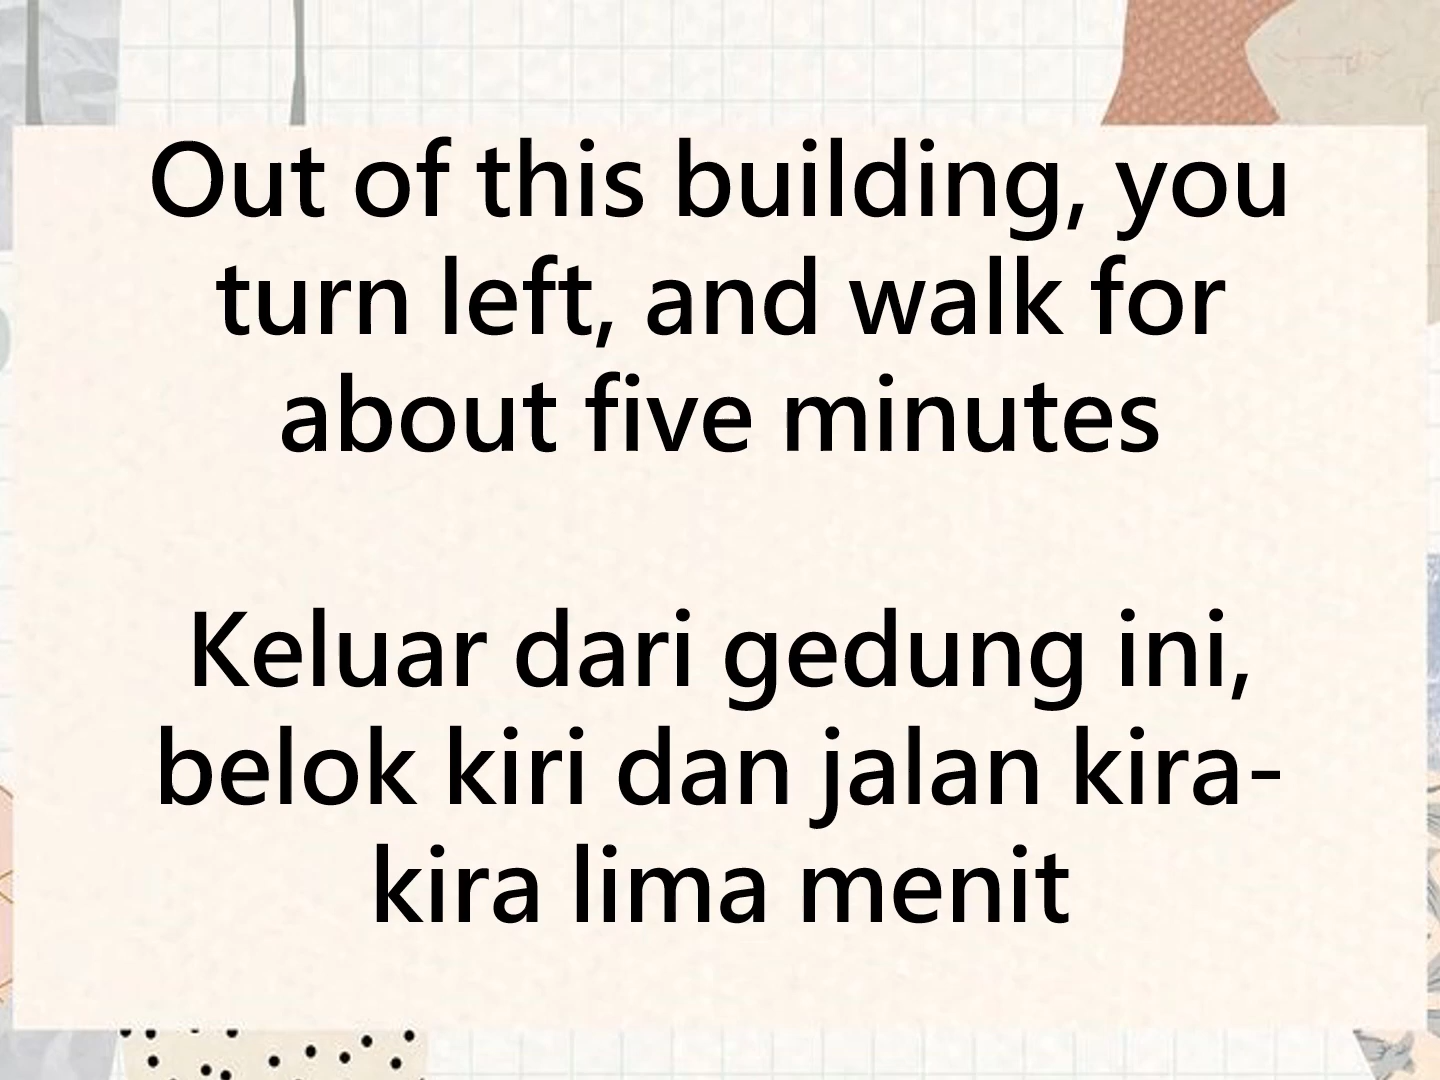 Out of this building, you
turn left, and walk for
about five minutes
Keluar dari gedung ini,
belok kiri dan jalan kira-
kira lima menit